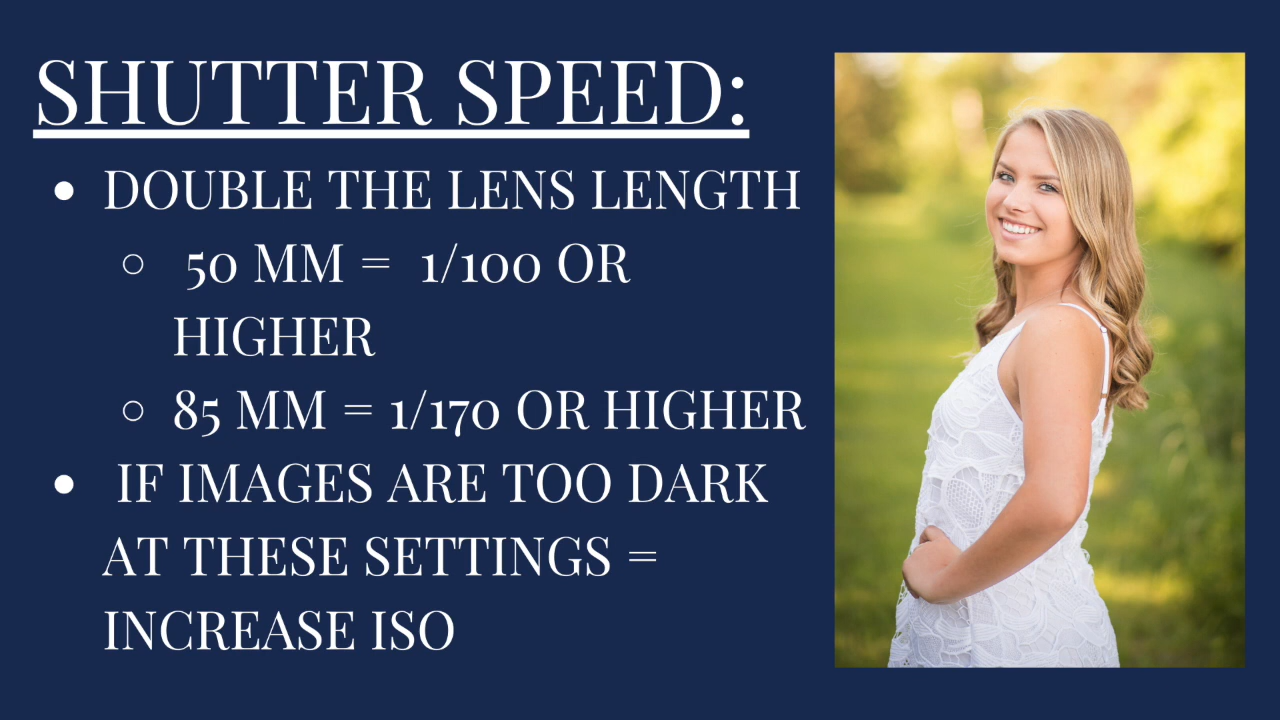 SHUTTER SPEED:
• DOUBLE THE LENS LENGTH
○ 50 MM = 1/100 OR
HIGHER
○ 85 MM = 1/170 OR HIGHER
• IF IMAGES ARE TOO DARK
AT THESE SETTINGS =
INCREASE ISO